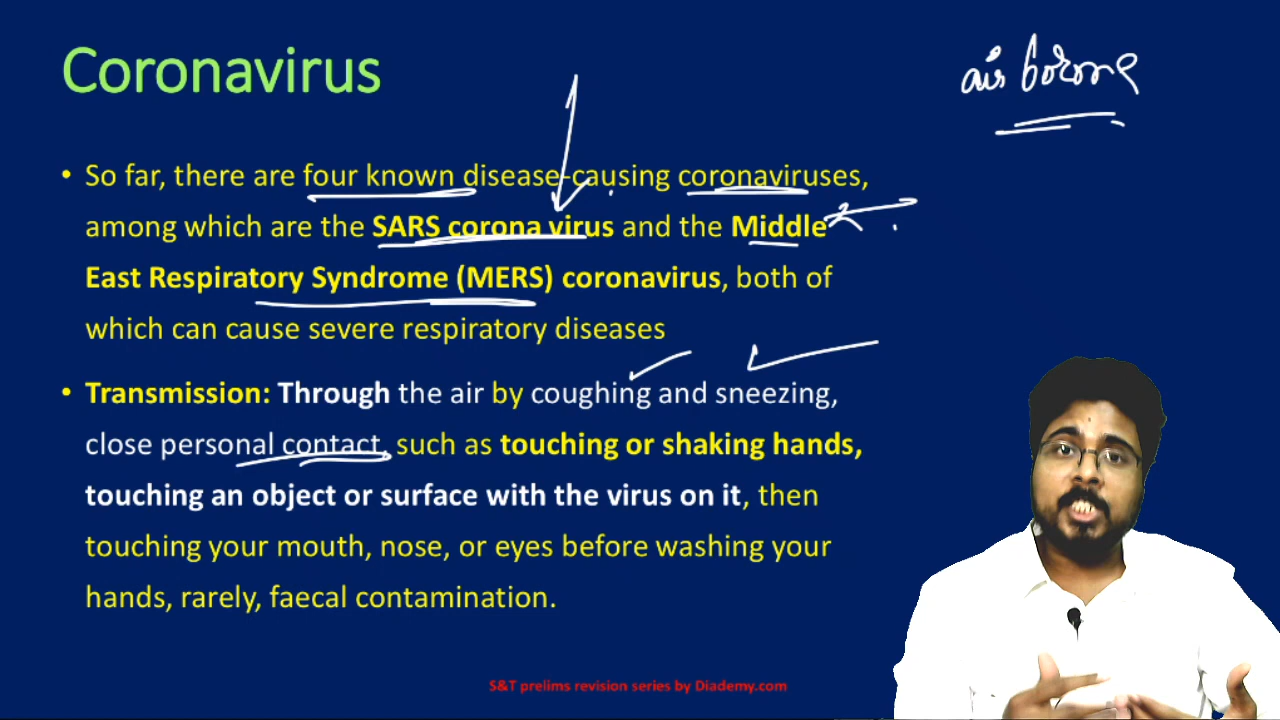 Coronavirus
air borne
• So far, there are four known disease-causing coronaviruses,
among which are the SARS corona virus and the Middle
East Respiratory Syndrome (MERS) coronavirus, both of
which can cause severe respiratory diseases
• Transmission: Through the air by coughing and sneezing,
close personal contact, such as touching or shaking hands,
touching an object or surface with the virus on it, then
touching your mouth, nose, or eyes before washing your
hands, rarely, faecal contamination.
S&T prelims revision series by Diademy.com